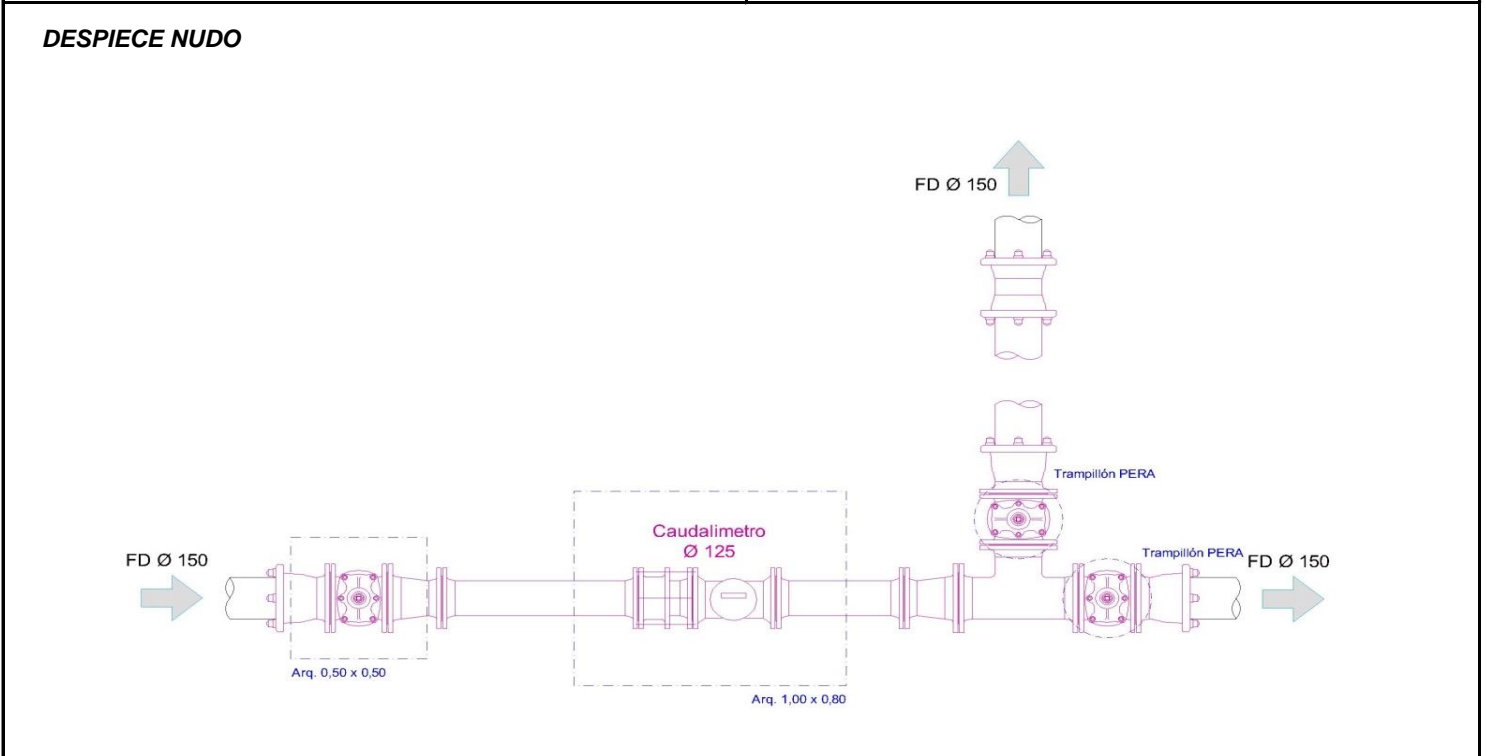 DESPIECE NUDO
FD Ø 150
Trampillón PERA
Caudalimetro
Ø 125
FD Ø 150
Trampillón PERA
FD Ø 150
Arq. 0,50 x 0,50
Arq. 1,00 x 0,80